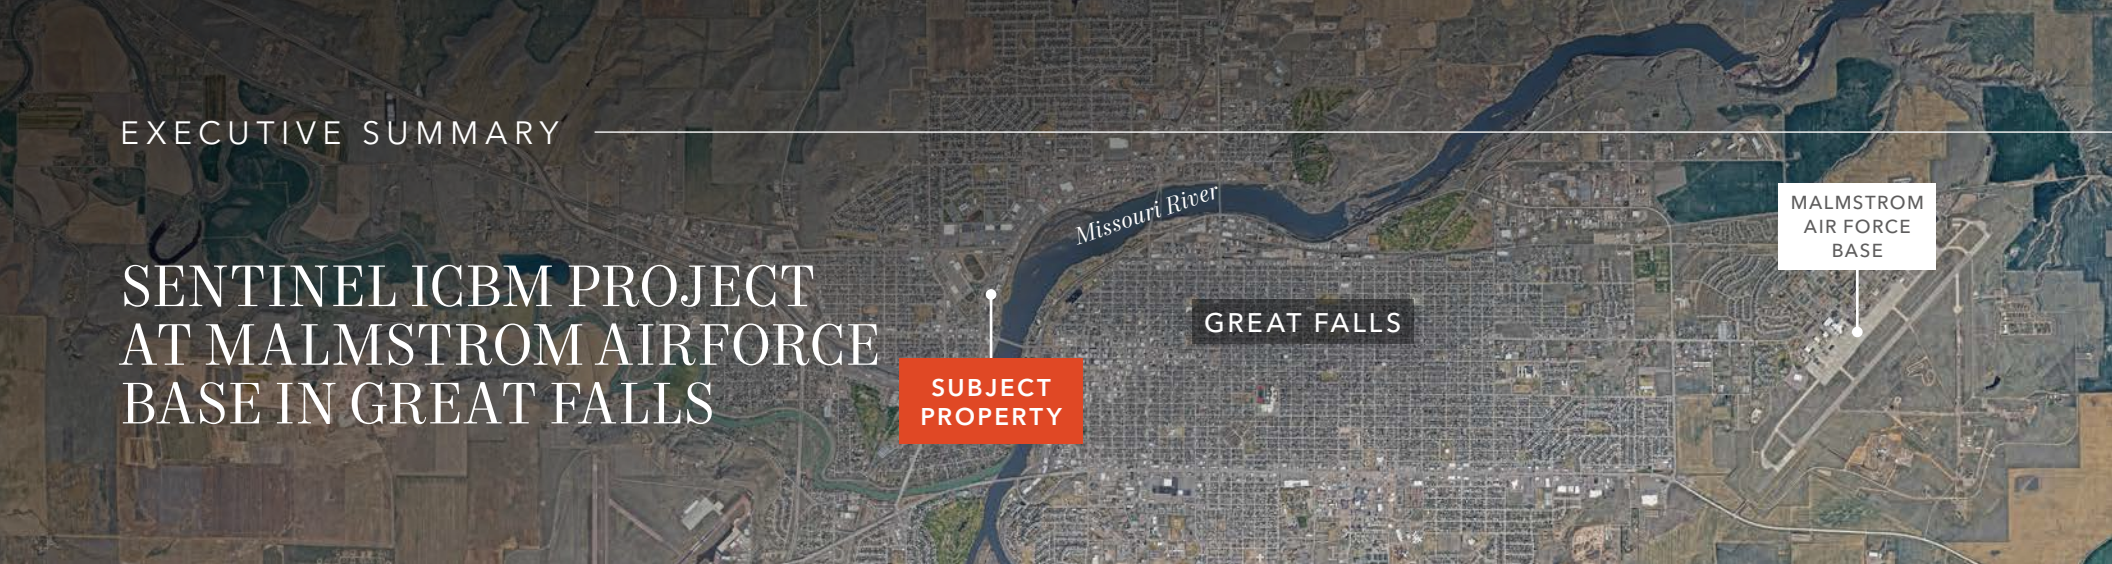 EXECUTIVE SUMMARY
SENTINEL ICBM PROJECT
AT MALMSTROM AIRFORCE
BASE IN GREAT FALLS
Missouri River
MALMSTROM
AIR FORCE
BASE
GREAT FALLS
SUBJECT
PROPERTY